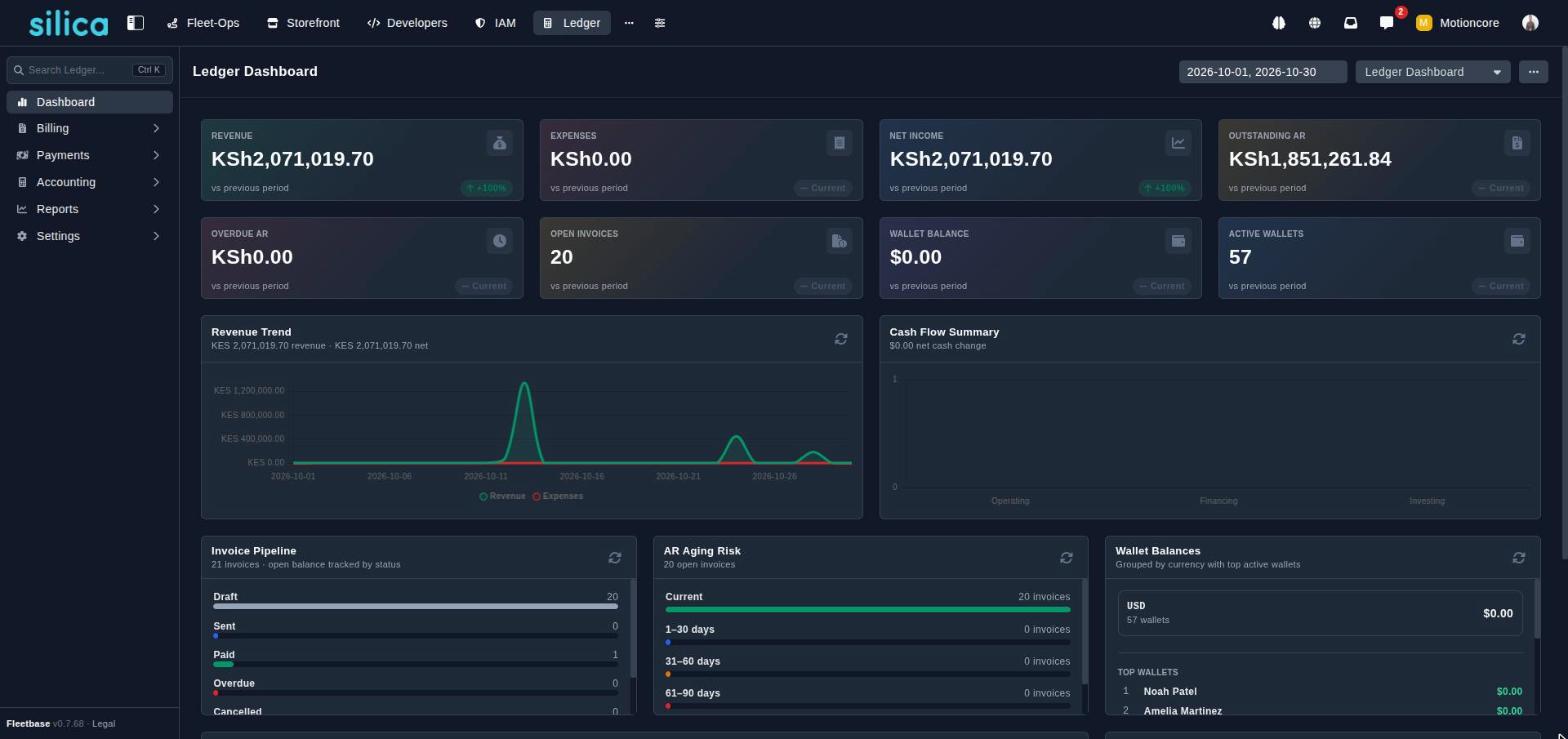 silica
Fleet-Ops
Storefront
Developers
IAM
Ledger
2
M
Motioncore
Search Ledger...
Ctrl K
Dashboard
Billing
Payments
Accounting
Reports
Settings
Fleetbase v0.7.68 · Legal
Ledger Dashboard
2026-10-01, 2026-10-30
Ledger Dashboard
REVENUE
KSh2,071,019.70
vs previous period
+100%
EXPENSES
KSh0.00
vs previous period
— Current
NET INCOME
KSh2,071,019.70
vs previous period
+100%
OUTSTANDING AR
KSh1,851,261.84
vs previous period
— Current
OVERDUE AR
KSh0.00
vs previous period
— Current
OPEN INVOICES
20
vs previous period
— Current
WALLET BALANCE
$0.00
vs previous period
— Current
ACTIVE WALLETS
57
vs previous period
— Current
Revenue Trend
KES 2,071,019.70 revenue · KES 2,071,019.70 net
KES 1,200,000.00
KES 800,000.00
KES 400,000.00
KES 0.00
2026-10-01
2026-10-06
2026-10-11
2026-10-16
2026-10-21
2026-10-26
Revenue
Expenses
Cash Flow Summary
$0.00 net cash change
1
0
Operating
Financing
Investing
Invoice Pipeline
21 invoices · open balance tracked by status
Draft 20
Sent 0
Paid 1
Overdue 0
Cancelled 0
AR Aging Risk
20 open invoices
Current 20 invoices
1–30 days 0 invoices
31–60 days 0 invoices
61–90 days 0 invoices
Wallet Balances
Grouped by currency with top active wallets
USD
57 wallets
$0.00
TOP WALLETS
1 Noah Patel $0.00
2 Amelia Martinez $0.00